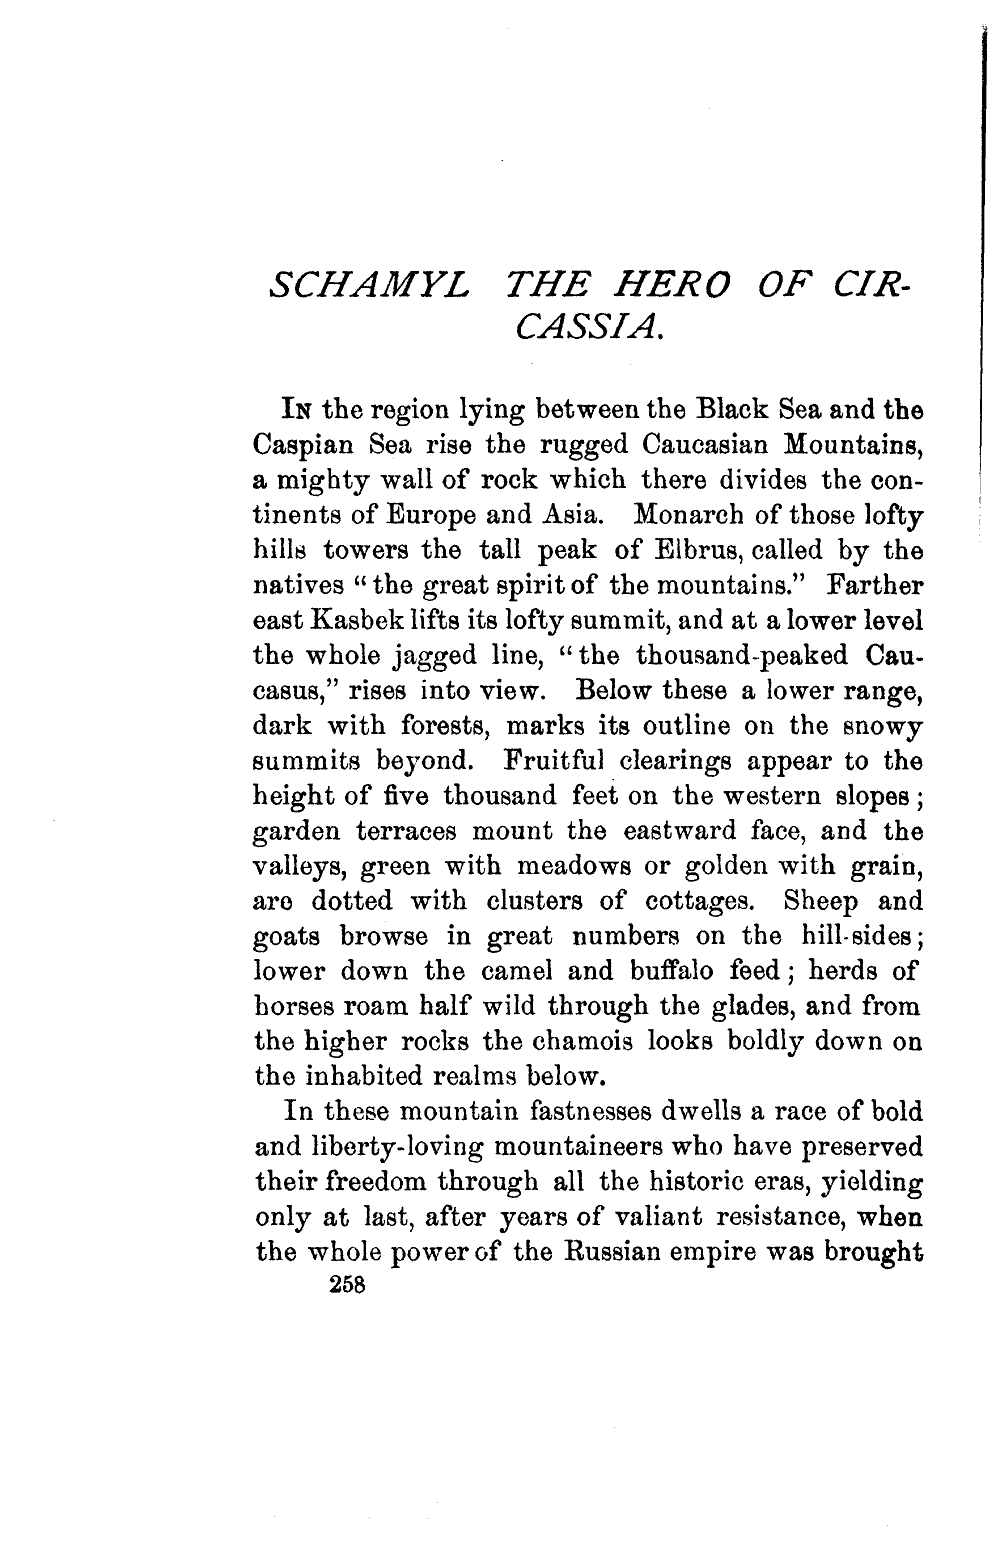 SCHAMYL THE HERO OF CIR-
CASSIA.
IN the region lying between the Black Sea and the
Caspian Sea rise the rugged Caucasian Mountains,
a mighty wall of rock which there divides the con-
tinents of Europe and Asia. Monarch of those lofty
hills towers the tall peak of Elbrus, called by the
natives “the great spirit of the mountains.” Farther
east Kasbek lifts its lofty summit, and at a lower level
the whole jagged line, “the thousand-peaked Cau-
casus,” rises into view. Below these a lower range,
dark with forests, marks its outline on the snowy
summits beyond. Fruitful clearings appear to the
height of five thousand feet on the western slopes;
garden terraces mount the eastward face, and the
valleys, green with meadows or golden with grain,
are dotted with clusters of cottages. Sheep and
goats browse in great numbers on the hill-sides;
lower down the camel and buffalo feed; herds of
horses roam half wild through the glades, and from
the higher rocks the chamois looks boldly down on
the inhabited realms below.
In these mountain fastnesses dwells a race of bold
and liberty-loving mountaineers who have preserved
their freedom through all the historic eras, yielding
only at last, after years of valiant resistance, when
the whole power of the Russian empire was brought
258